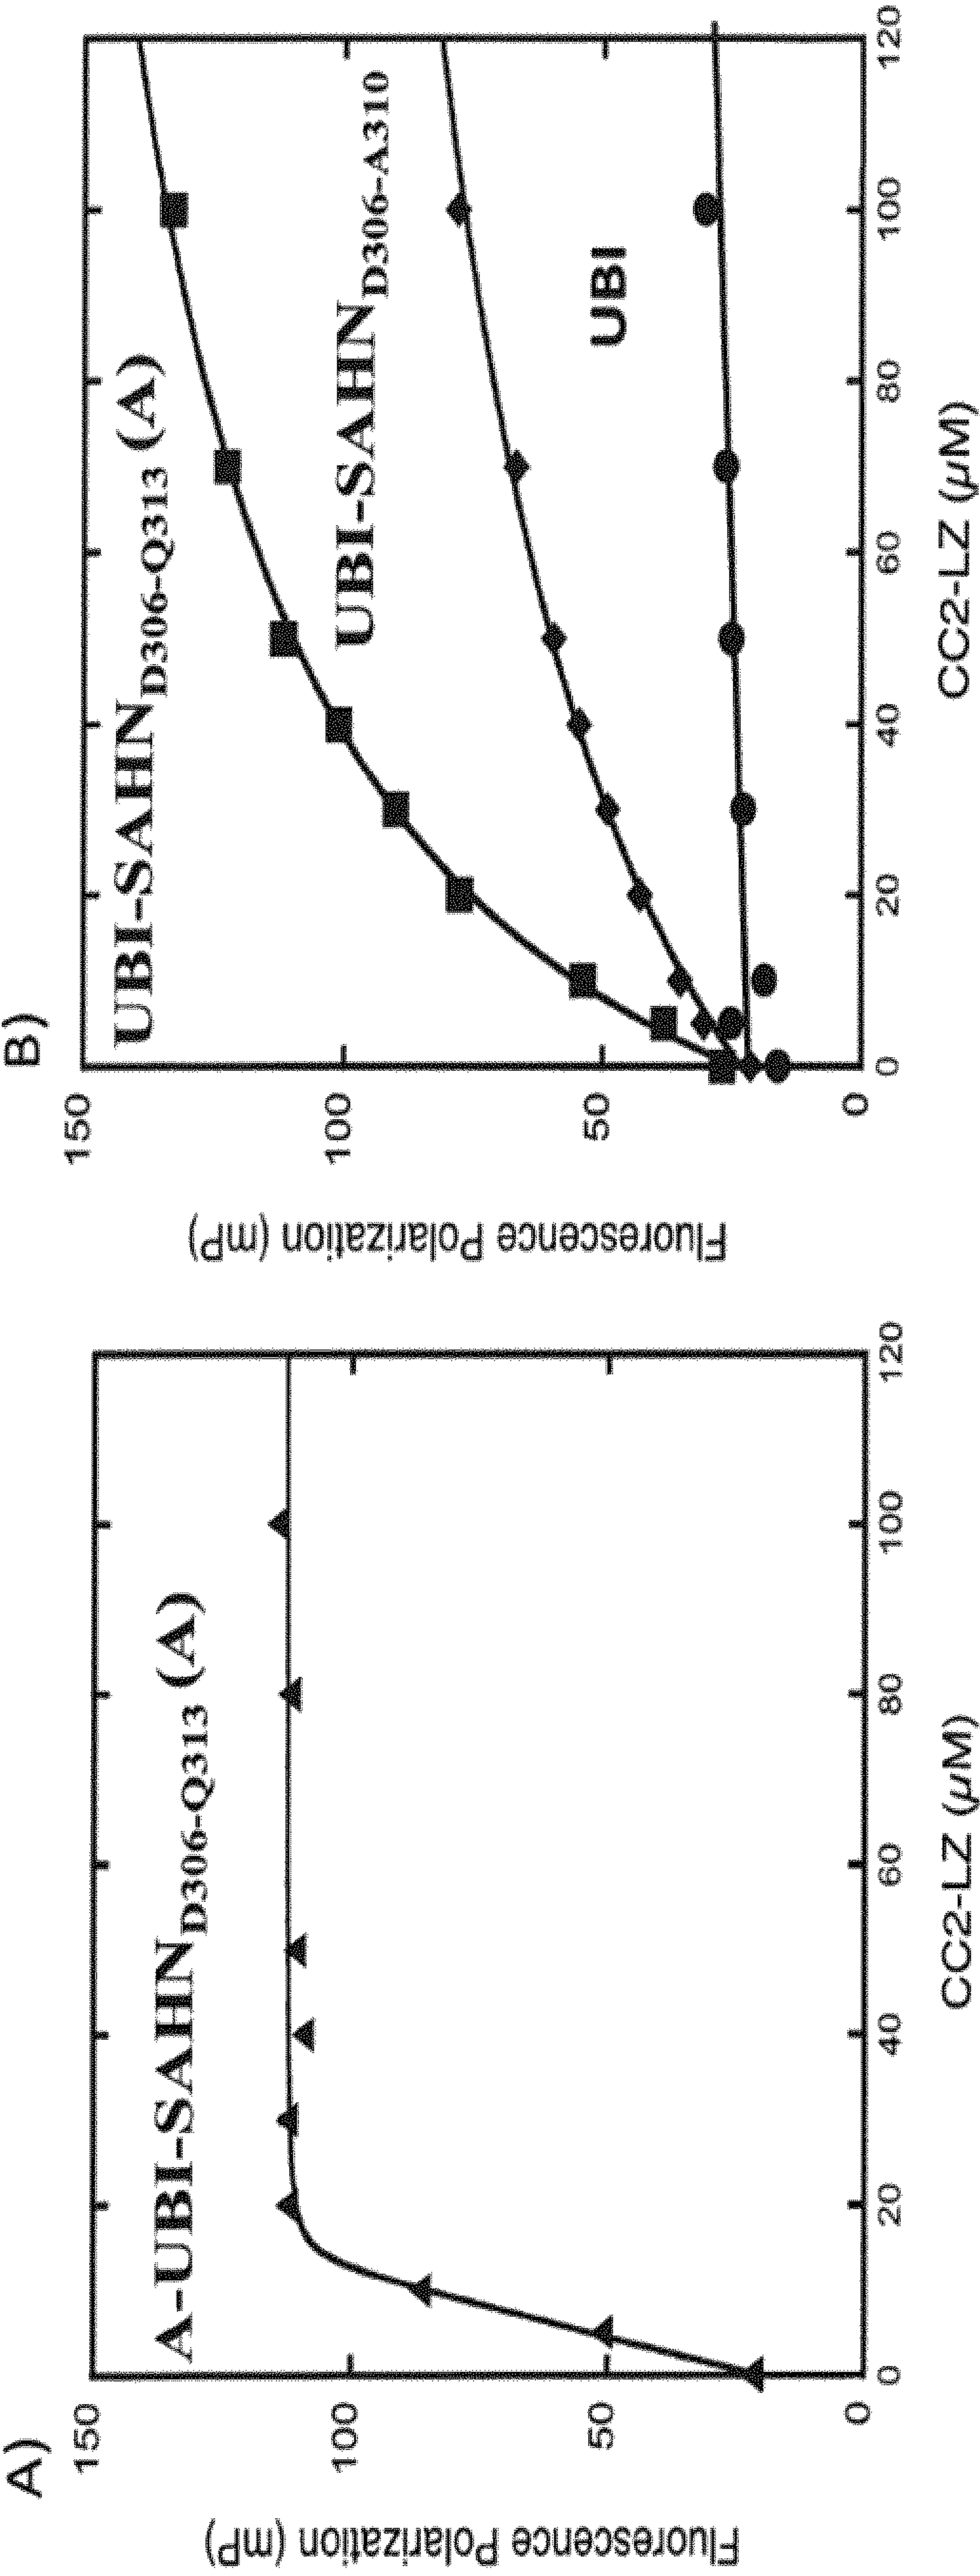 A)
150
100
50
0
Fluorescence Polarization (mP)
A-UBI-SAHND306-Q313 (A)
0 20 40 60 80 100 120
CC2-LZ (µM)
B)
150
100
50
0
Fluorescence Polarization (mP)
UBI-SAHND306-Q313 (A)
UBI-SAHND306-A310
UBI
0 20 40 60 80 100 120
CC2-LZ (µM)